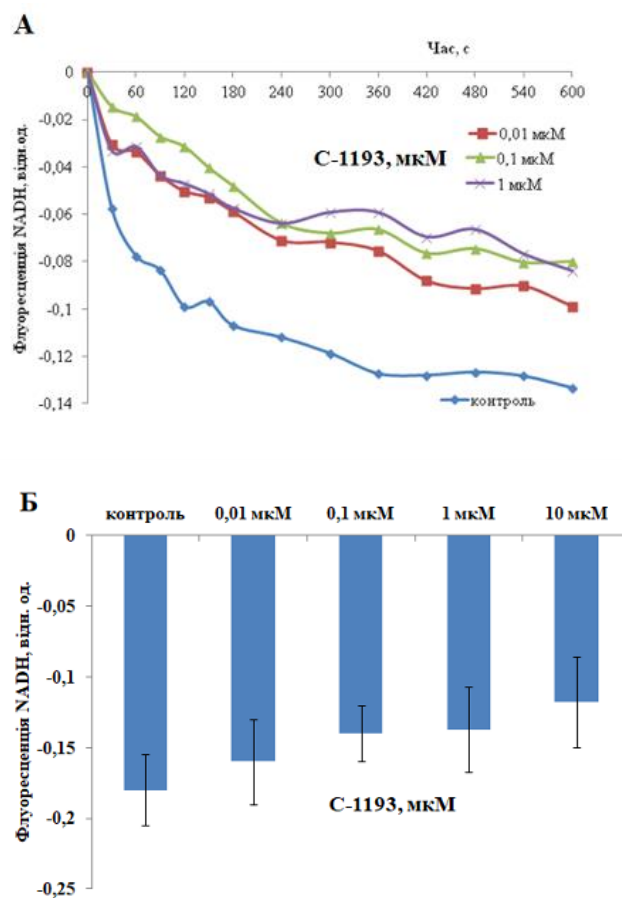 А
Час, с
0
0 60 120 180 240 300 360 420 480 540 600
-0,02
-0,04
-0,06
-0,08
-0,1
-0,12
-0,14
Флуоресценція NADH, відн.од.
С-1193, мкМ
0,01 мкМ
0,1 мкМ
1 мкМ
контроль
Б
контроль 0,01 мкМ 0,1 мкМ 1 мкМ 10 мкМ
0
-0,05
-0,1
-0,15
-0,2
-0,25
Флуоресценція NADH, відн. од.
С-1193, мкМ